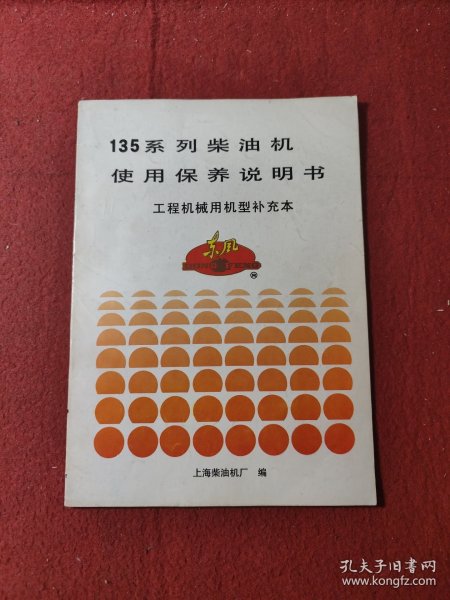 135系列柴油机
使用保养说明书
工程机械用机型补充本
东风
DONGFENG
上海柴油机厂 编
孔夫子旧书网
www.kongfz.com